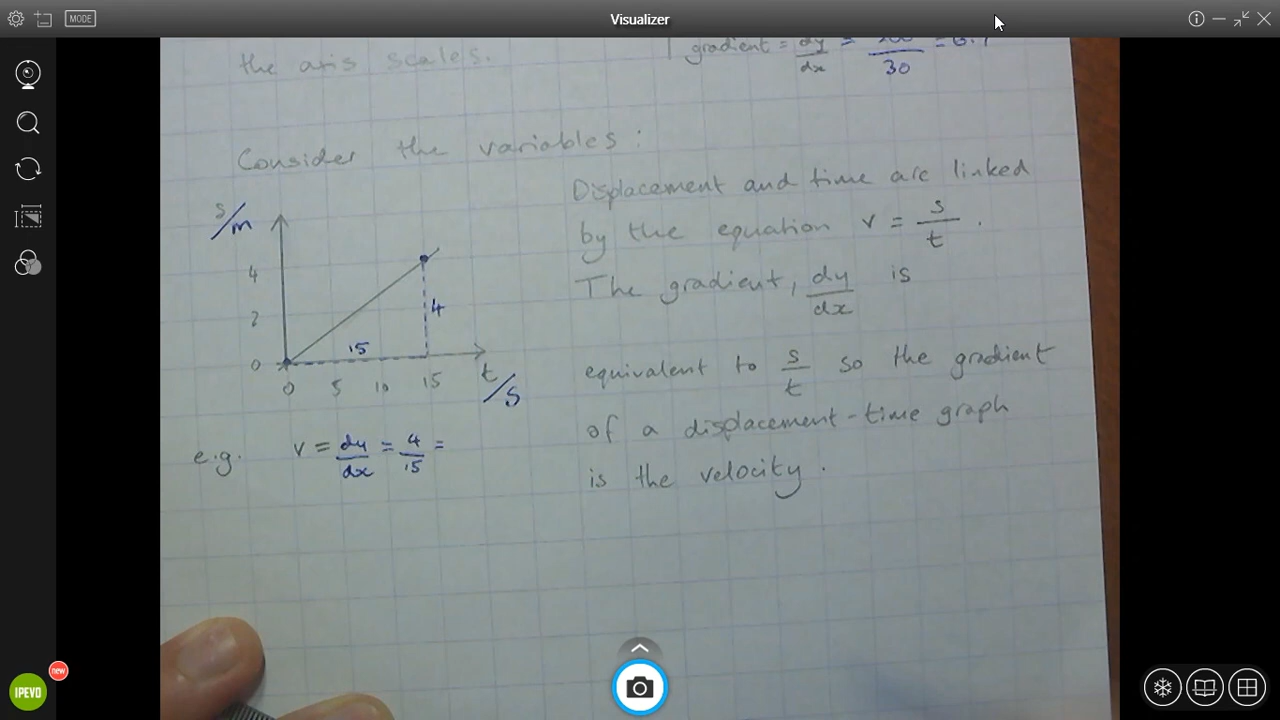 MODE
Visualizer
the axis scales.
gradient = dy/dx = /30 =
Consider the variables:
s/m
4
2
0
4
15
0 5 10 15
t/s
e.g. v = dy/dx = 4/15 =
Displacement and time are linked
by the equation v = s/t.
The gradient, dy/dx is
equivalent to s/t so the gradient
of a displacement-time graph
is the velocity.
new
IPEVO